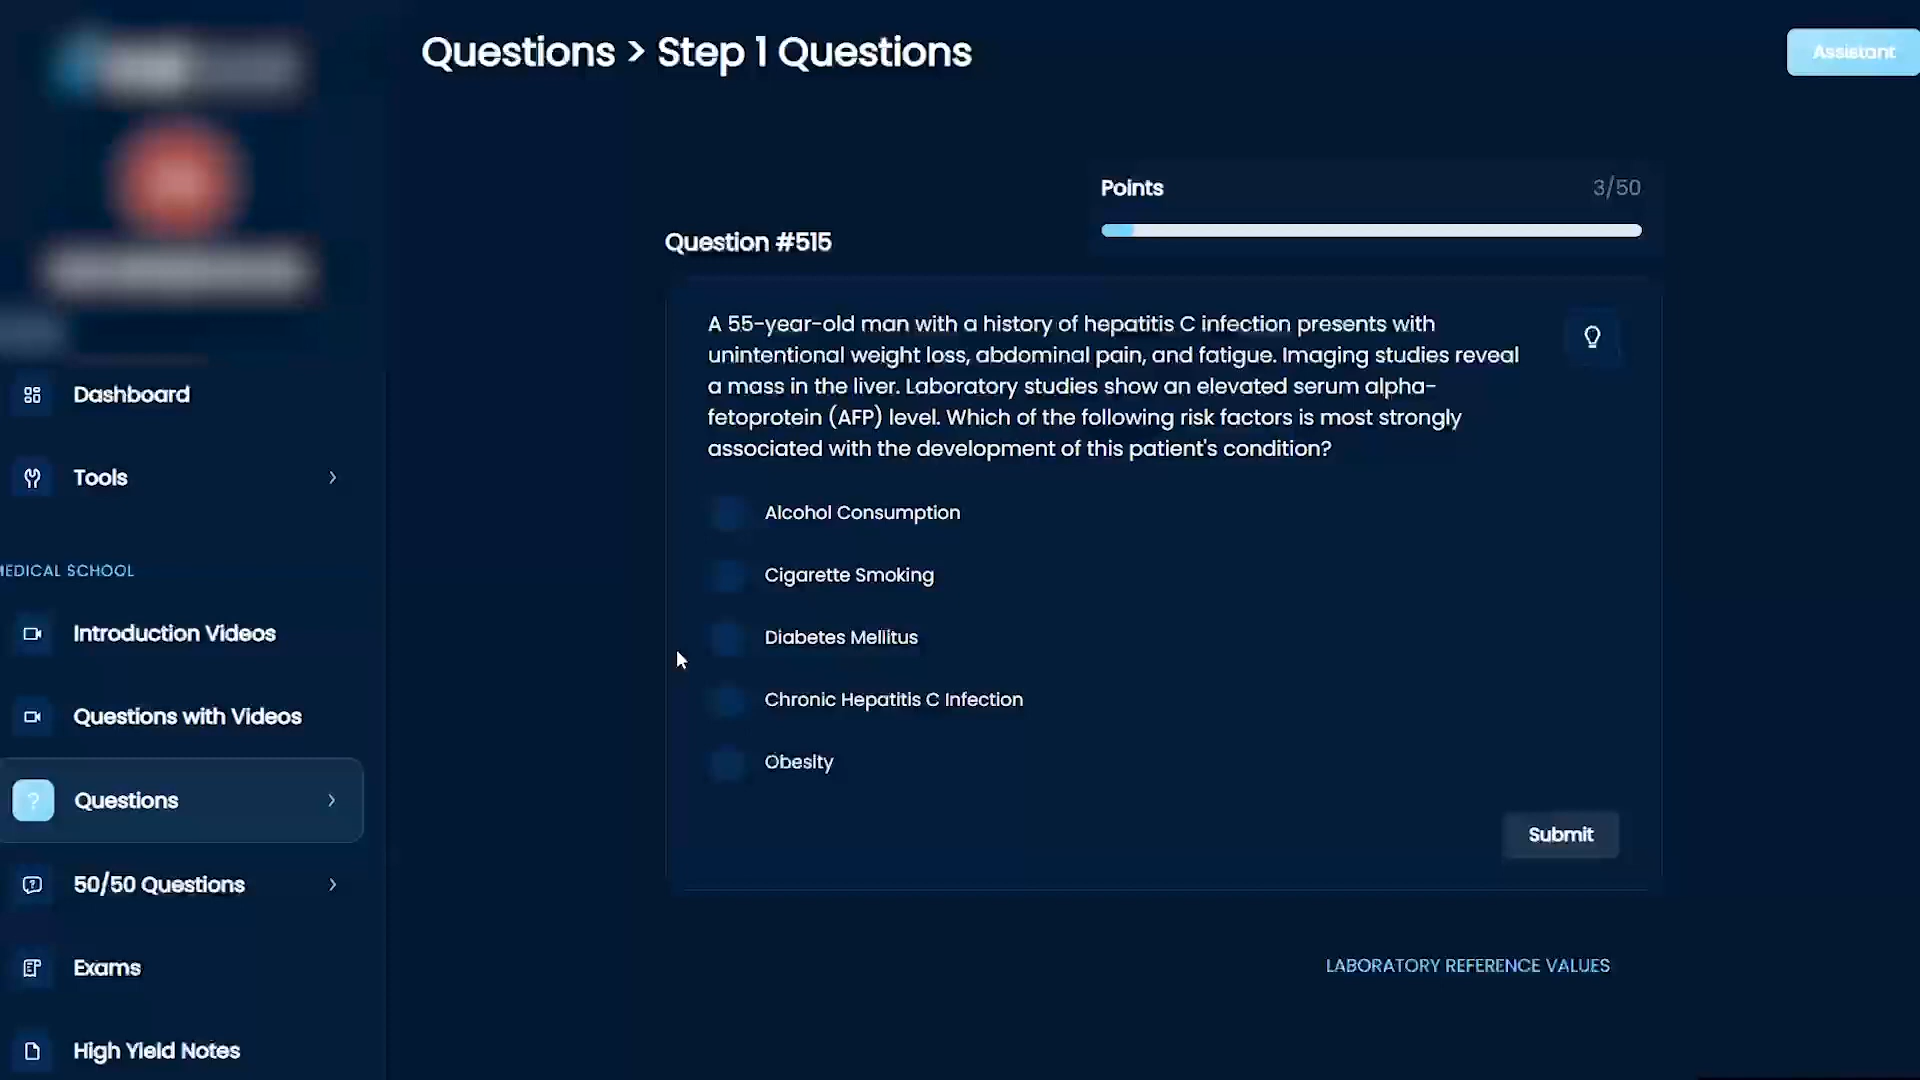 Questions > Step 1 Questions
Assistant
Points
3/50
Question #515
A 55-year-old man with a history of hepatitis C infection presents with
unintentional weight loss, abdominal pain, and fatigue. Imaging studies reveal
a mass in the liver. Laboratory studies show an elevated serum alpha-
fetoprotein (AFP) level. Which of the following risk factors is most strongly
associated with the development of this patient's condition?
Alcohol Consumption
Cigarette Smoking
Diabetes Mellitus
Chronic Hepatitis C Infection
Obesity
Submit
LABORATORY REFERENCE VALUES
Dashboard
Tools
MEDICAL SCHOOL
Introduction Videos
Questions with Videos
? Questions
50/50 Questions
Exams
High Yield Notes